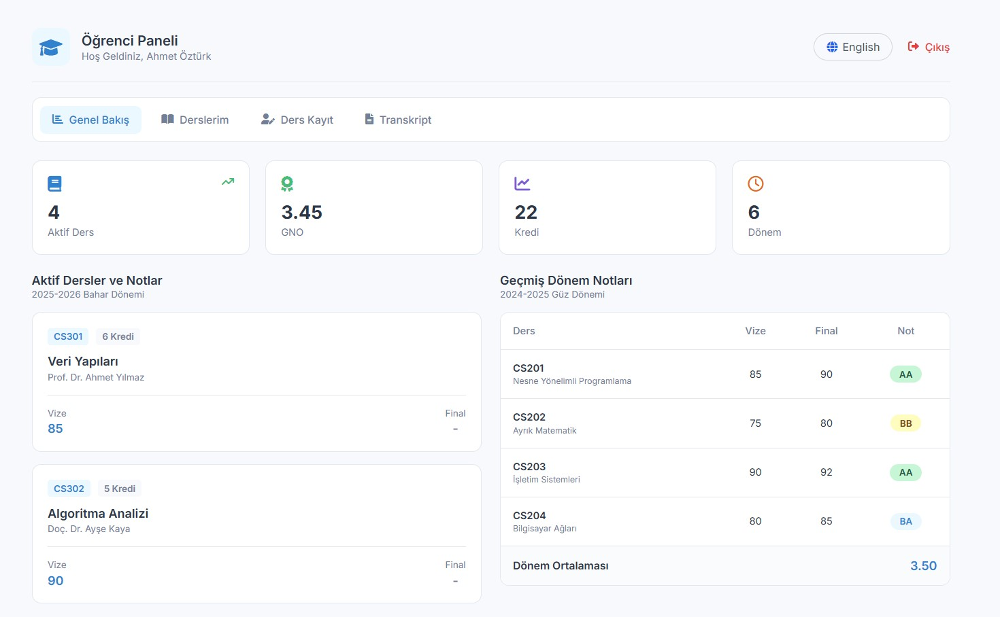 Öğrenci Paneli
Hoş Geldiniz, Ahmet Öztürk
English
Çıkış
Genel Bakış
Derslerim
Ders Kayıt
Transkript
4
Aktif Ders
3.45
GNO
22
Kredi
6
Dönem
Aktif Dersler ve Notlar
2025-2026 Bahar Dönemi
CS301 6 Kredi
Veri Yapıları
Prof. Dr. Ahmet Yılmaz
Vize Final
85 -
CS302 5 Kredi
Algoritma Analizi
Doç. Dr. Ayşe Kaya
Vize Final
90 -
Geçmiş Dönem Notları
2024-2025 Güz Dönemi
Ders Vize Final Not
CS201 85 90 AA
Nesne Yönelimli Programlama
CS202 75 80 BB
Ayrık Matematik
CS203 90 92 AA
İşletim Sistemleri
CS204 80 85 BA
Bilgisayar Ağları
Dönem Ortalaması 3.50